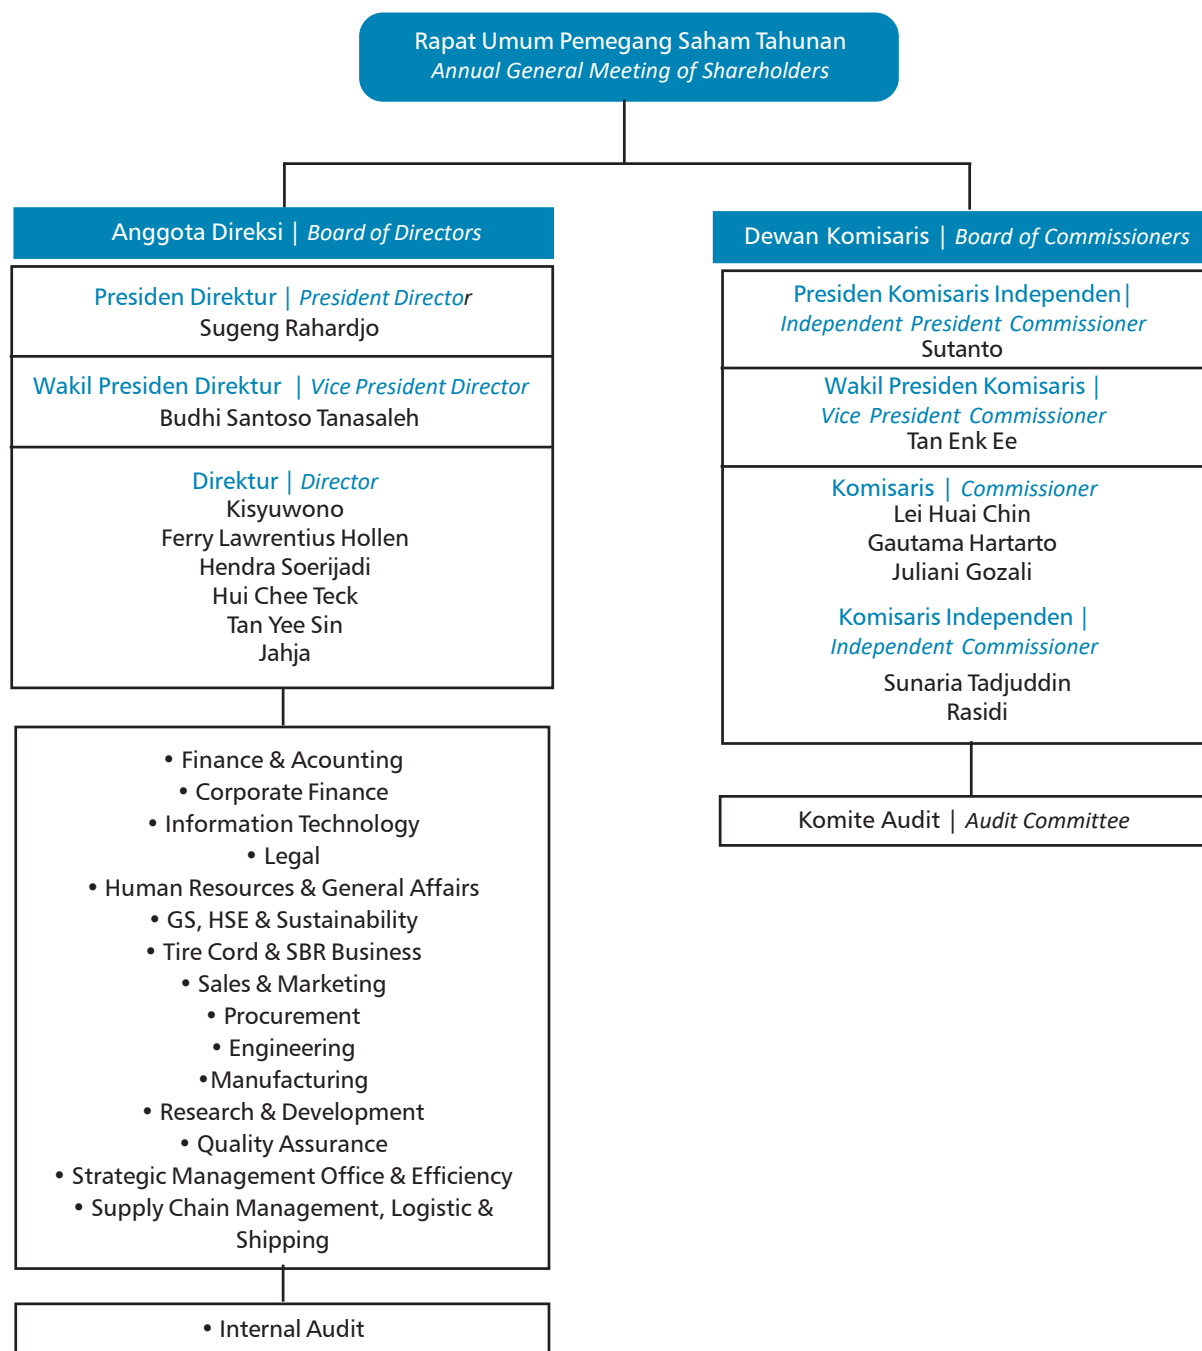 Rapat Umum Pemegang Saham Tahunan
Annual General Meeting of Shareholders
Anggota Direksi | Board of Directors
Presiden Direktur | President Director
Sugeng Rahardjo
Wakil Presiden Direktur | Vice President Director
Budhi Santoso Tanasaleh
Direktur | Director
Kisyuwono
Ferry Lawrentius Hollen
Hendra Soerijadi
Hui Chee Teck
Tan Yee Sin
Jahja
• Finance & Acounting
• Corporate Finance
• Information Technology
• Legal
• Human Resources & General Affairs
• GS, HSE & Sustainability
• Tire Cord & SBR Business
• Sales & Marketing
• Procurement
• Engineering
•Manufacturing
• Research & Development
• Quality Assurance
• Strategic Management Office & Efficiency
• Supply Chain Management, Logistic &
Shipping
• Internal Audit
Dewan Komisaris | Board of Commissioners
Presiden Komisaris Independen|
Independent President Commissioner
Sutanto
Wakil Presiden Komisaris |
Vice President Commissioner
Tan Enk Ee
Komisaris | Commissioner
Lei Huai Chin
Gautama Hartarto
Juliani Gozali
Komisaris Independen |
Independent Commissioner
Sunaria Tadjuddin
Rasidi
Komite Audit | Audit Committee